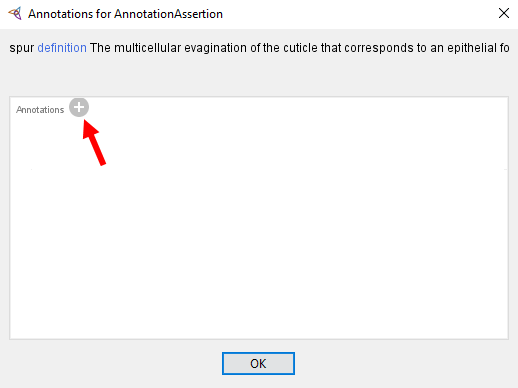 Annotations for AnnotationAssertion
spur definition The multicellular evagination of the cuticle that corresponds to an epithelial fo
Annotations
OK